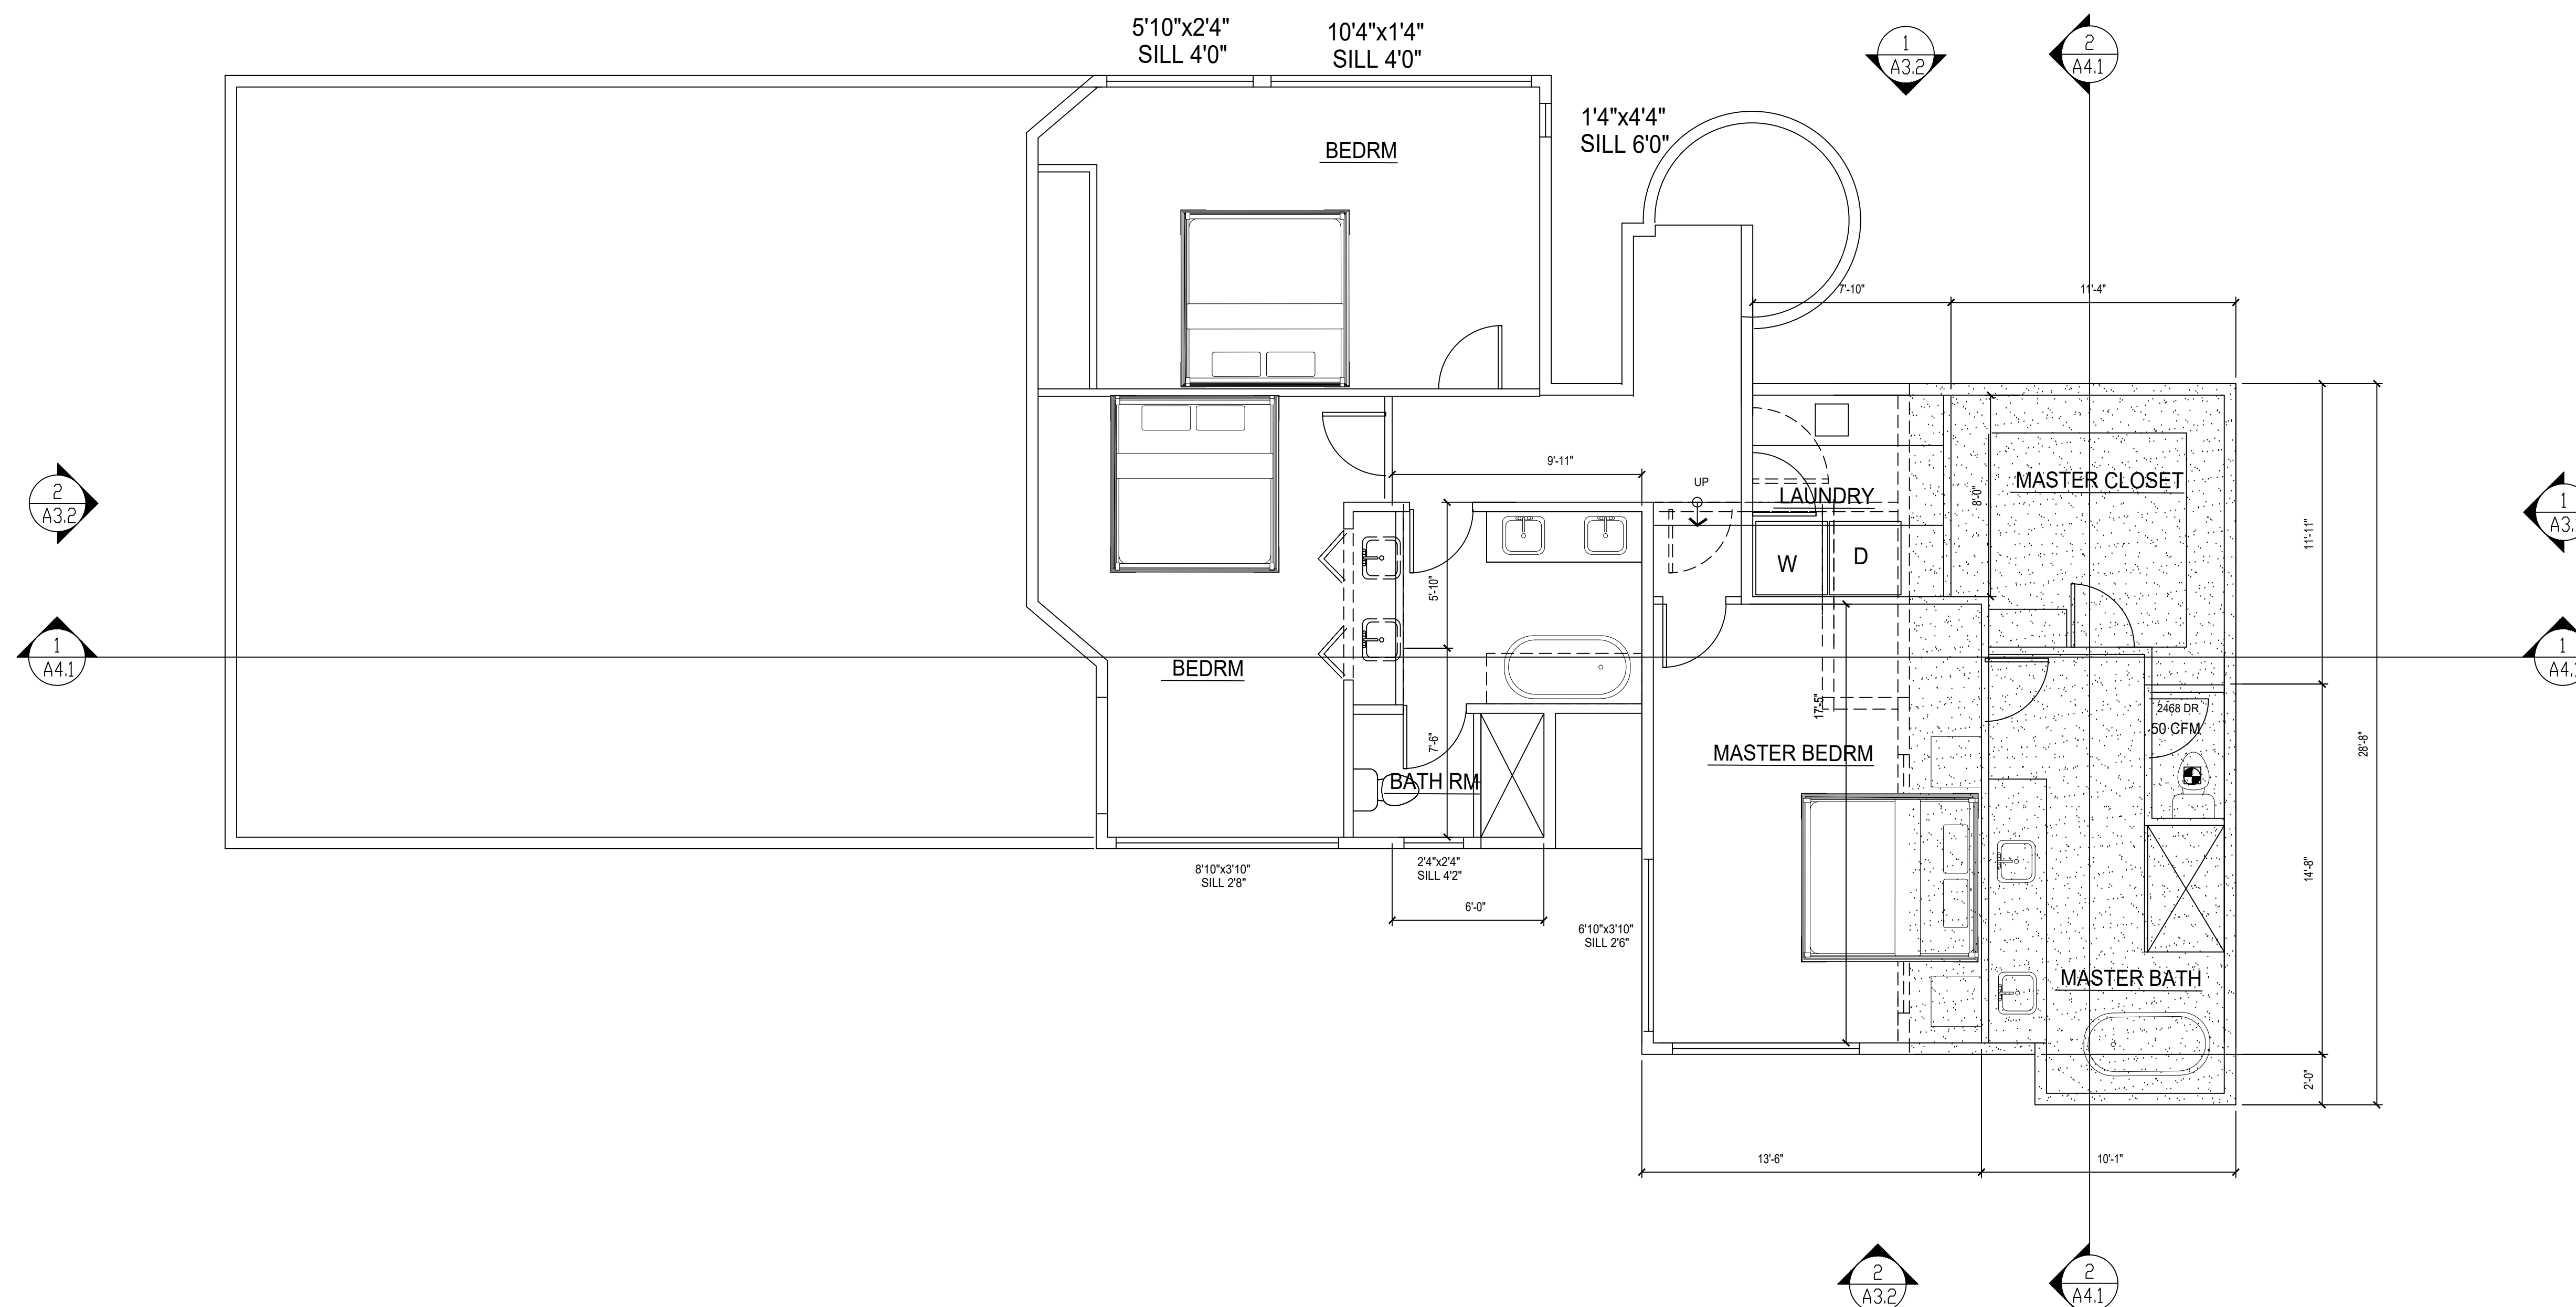 5'10"x2'4"
SILL 4'0"
10'4"x1'4"
SILL 4'0"
1
A3.2
2
A4.1
1'4"x4'4"
SILL 6'0"
BEDRM
7'-10"
11'-4"
9'-11"
UP
LAUNDRY
8'-0"
MASTER CLOSET
2
A3.2
1
11'-11"
W
D
5'-10"
1
A4.1
1
BEDRM
17'-5"
2468 DR
50 CFM
7'-6"
28'-8"
MASTER BEDRM
BATH RM
8'10"x3'10"
SILL 2'8"
2'4"x2'4"
SILL 4'2"
14'-8"
6'-0"
6'10"x3'10"
SILL 2'6"
MASTER BATH
2'-0"
13'-6"
10'-1"
2
A3.2
2
A4.1